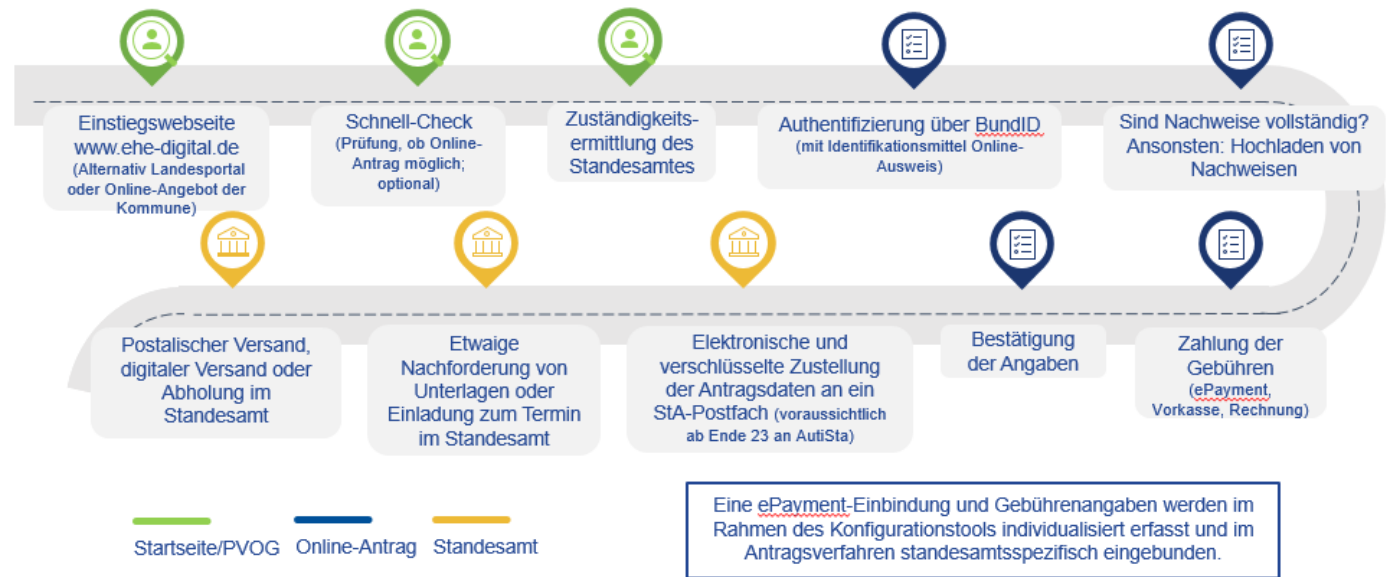 Einstiegswebseite
www.ehe-digital.de
(Alternativ Landesportal
oder Online-Angebot der
Kommune)
Schnell-Check
(Prüfung, ob Online-
Antrag möglich;
optional)
Zuständigkeits-
ermittlung des
Standesamtes
Authentifizierung über BundID
(mit Identifikationsmittel Online-
Ausweis)
Sind Nachweise vollständig?
Ansonsten: Hochladen von
Nachweisen
Zahlung der
Gebühren
(ePayment,
Vorkasse, Rechnung)
Bestätigung
der Angaben
Elektronische und
verschlüsselte Zustellung
der Antragsdaten an ein
StA-Postfach (voraussichtlich
ab Ende 23 an AutiSta)
Etwaige
Nachforderung von
Unterlagen oder
Einladung zum Termin
im Standesamt
Postalischer Versand,
digitaler Versand oder
Abholung im
Standesamt
Startseite/PVOG
Online-Antrag
Standesamt
Eine ePayment-Einbindung und Gebührenangaben werden im
Rahmen des Konfigurationstools individualisiert erfasst und im
Antragsverfahren standesamtsspezifisch eingebunden.